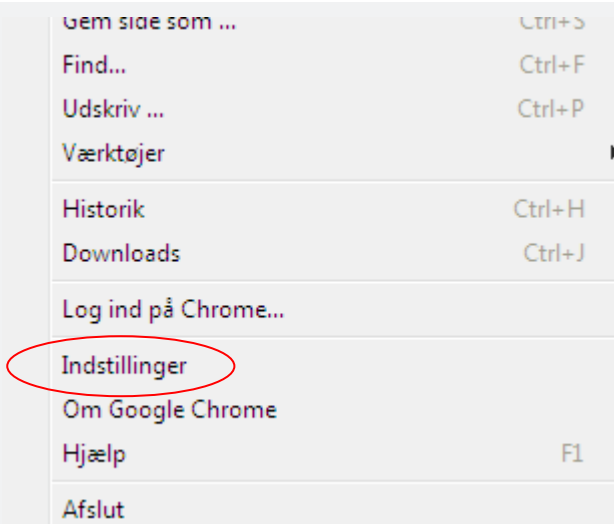 Gem side som ... Ctrl+S
Find... Ctrl+F
Udskriv ... Ctrl+P
Værktøjer
Historik Ctrl+H
Downloads Ctrl+J
Log ind på Chrome...
Indstillinger
Om Google Chrome
Hjælp F1
Afslut